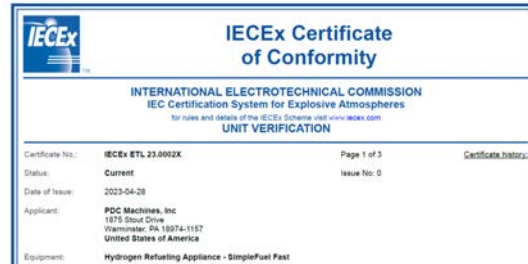 IECEx
TM
IECEx Certificate
of Conformity
INTERNATIONAL ELECTROTECHNICAL COMMISSION
IEC Certification System for Explosive Atmospheres
for rules and details of the IECEx Scheme visit www.iecex.com
UNIT VERIFICATION
Certificate No.: IECEx ETL 23.0002X Page 1 of 3 Certificate history:
Status: Current Issue No: 0
Date of Issue: 2023-04-28
Applicant: PDC Machines, Inc
1875 Stout Drive
Warminster, PA 18974-1157
United States of America
Equipment: Hydrogen Refueling Appliance - SimpleFuel Fast